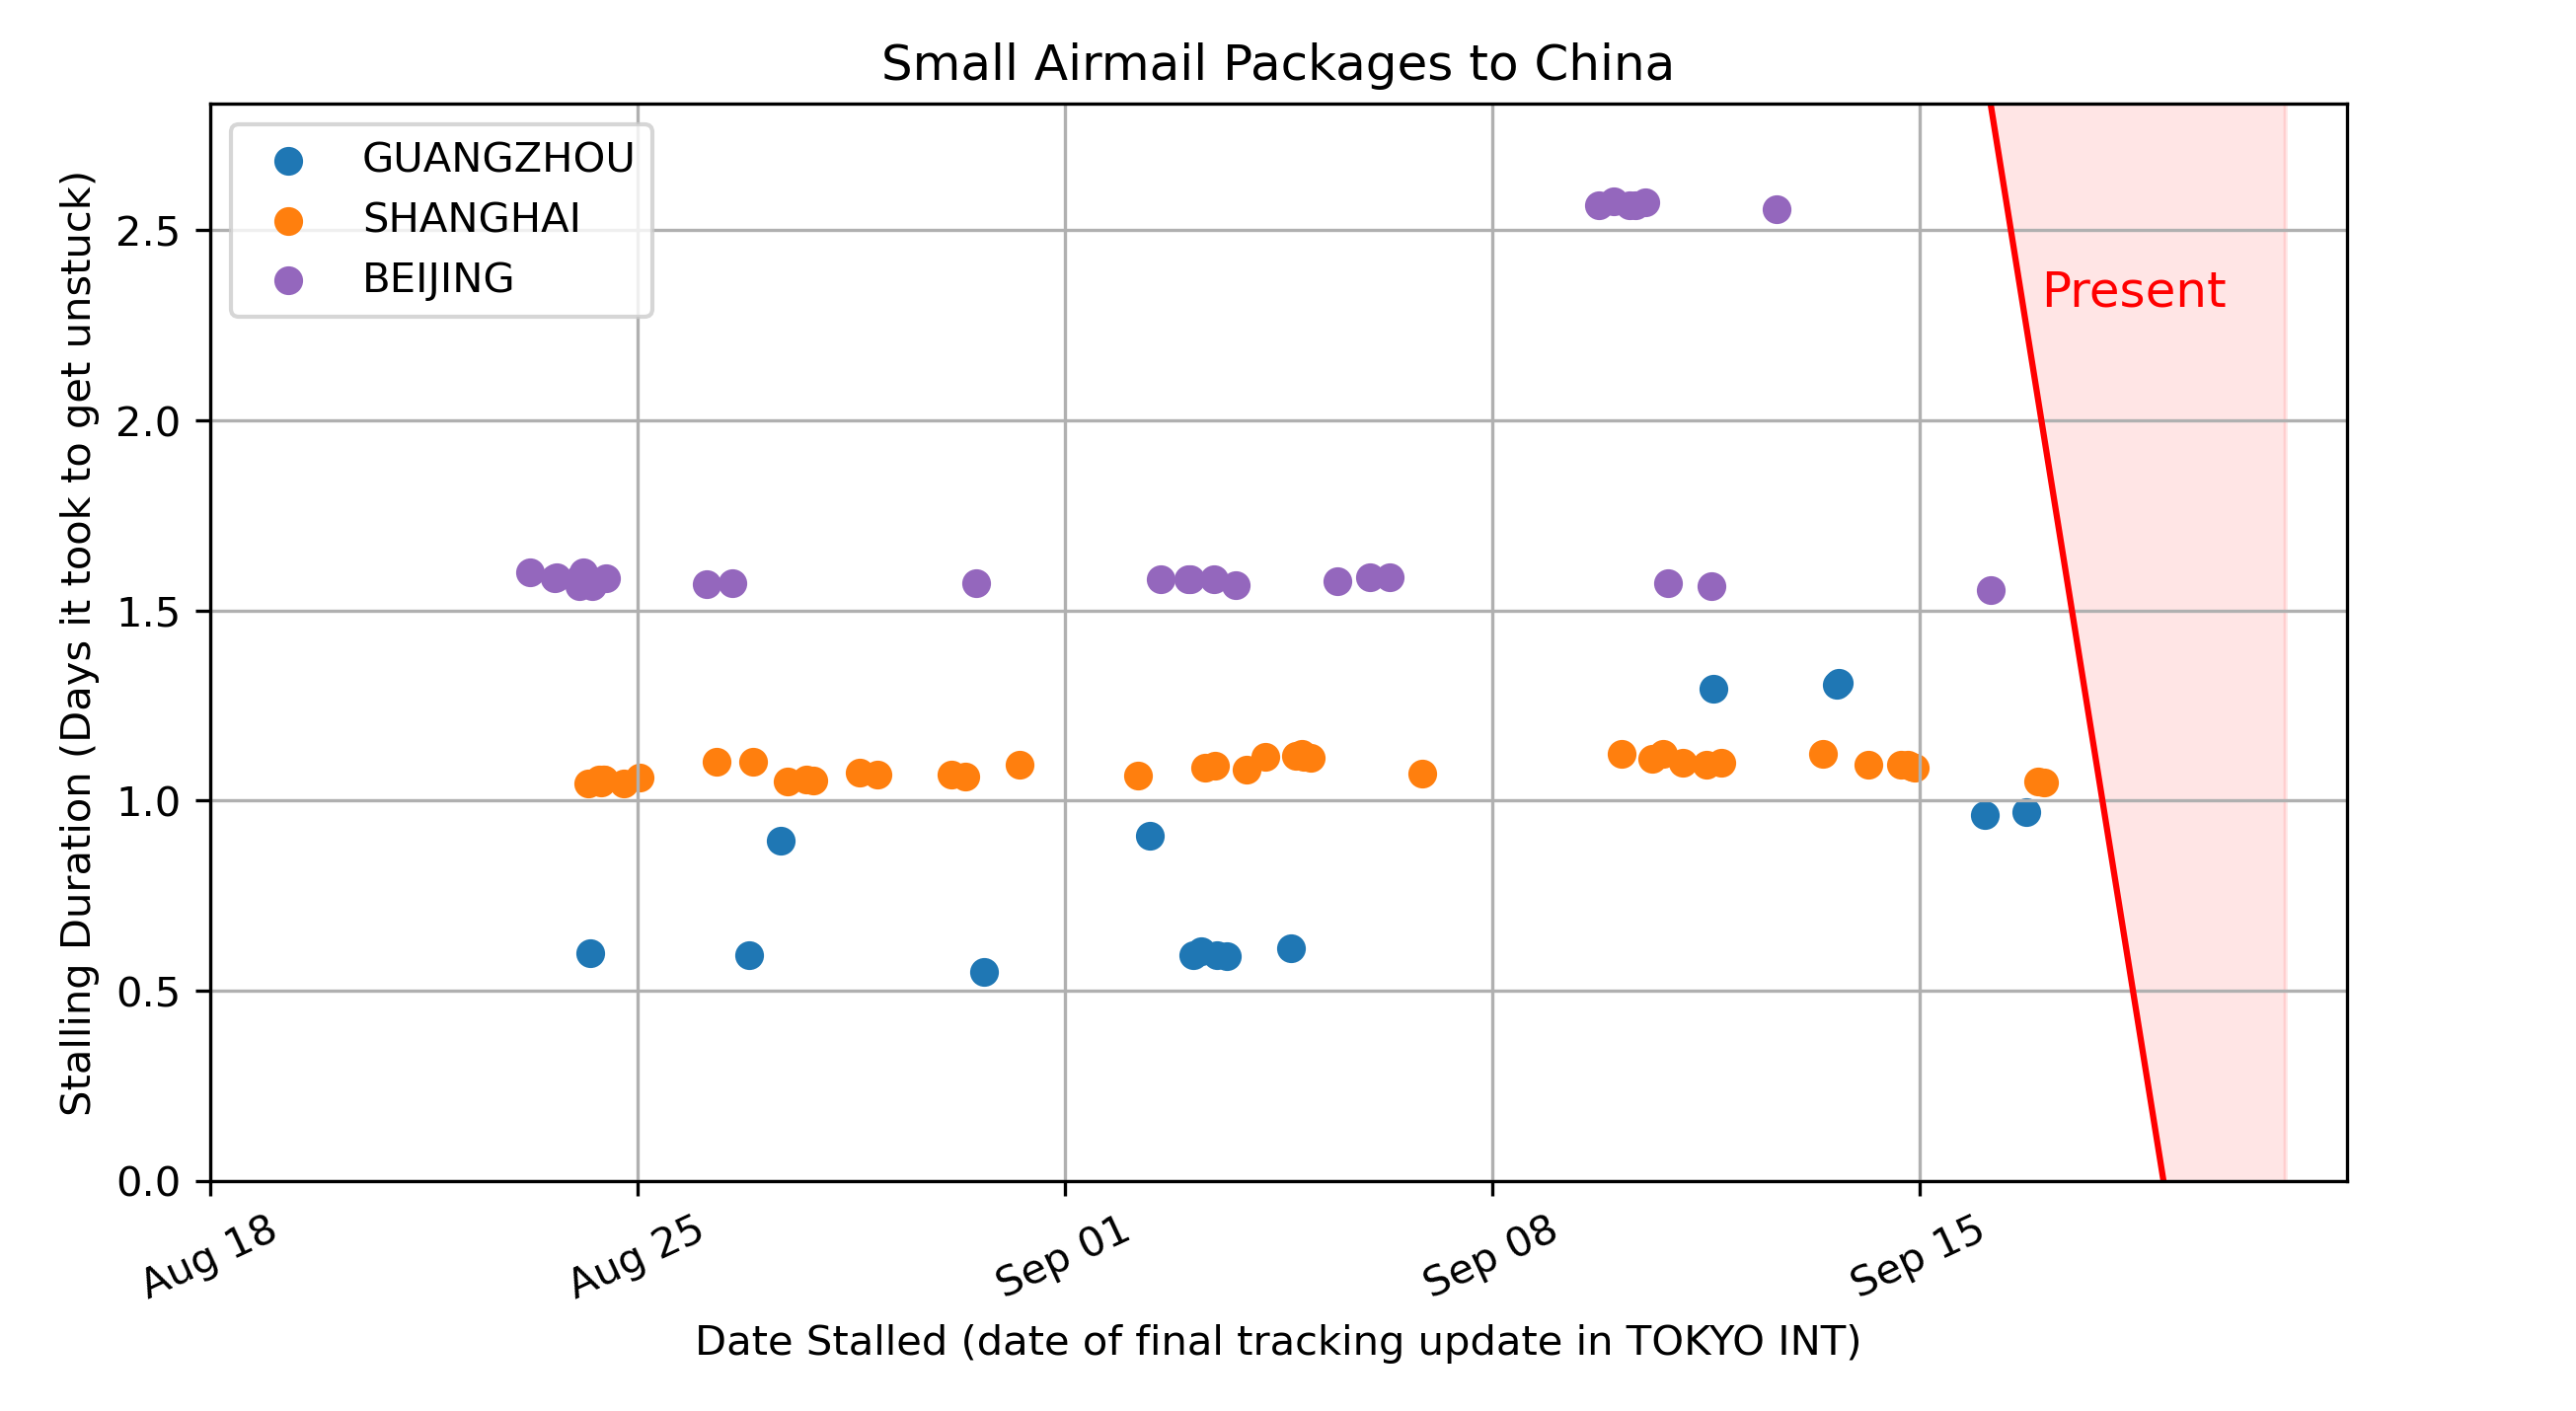 Small Airmail Packages to China
GUANGZHOU
SHANGHAI
BEIJING
Present
Stalling Duration (Days it took to get unstuck)
2.5
2.0
1.5
1.0
0.5
0.0
Aug 18
Aug 25
Sep 01
Sep 08
Sep 15
Date Stalled (date of final tracking update in TOKYO INT)